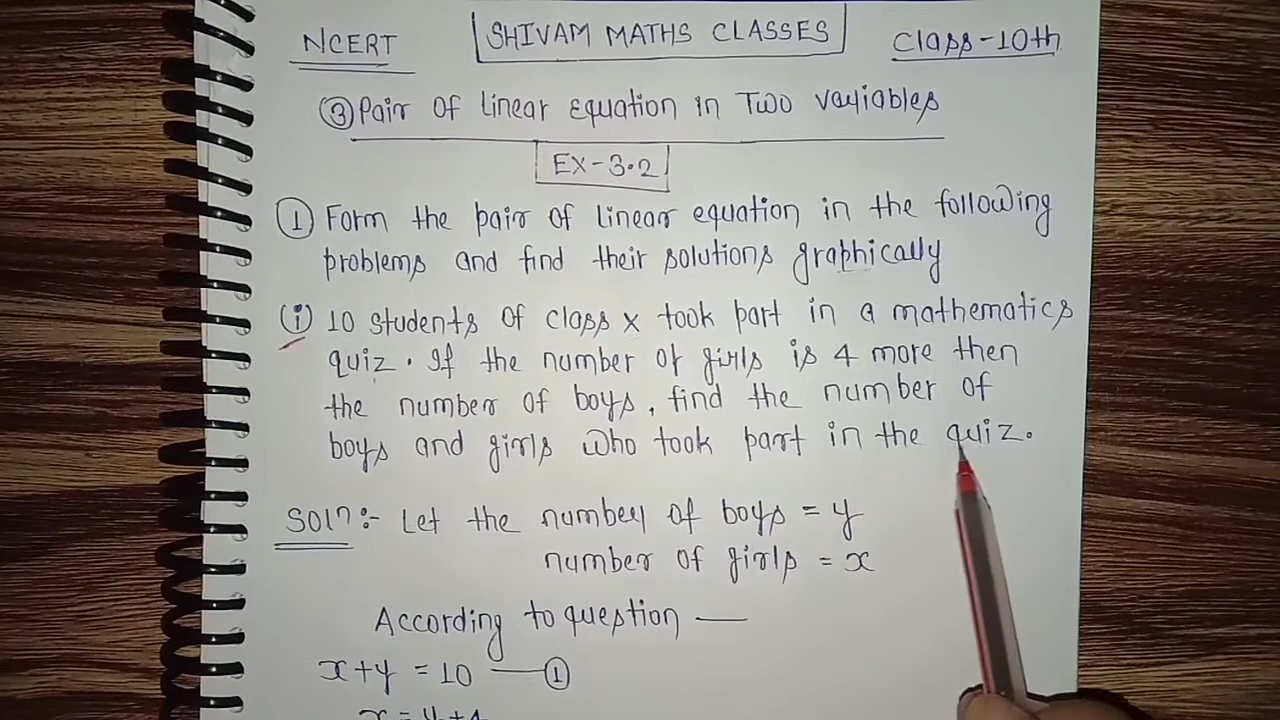 NCERT
SHIVAM MATHS CLASSES
Class-10th
③ Pair of linear Equation in Two variables
EX-3.2
① Form the pair of linear equation in the following
problems and find their solutions graphically
(i) 10 students of class x took part in a mathematics
quiz. If the number of girls is 4 more then
the number of boys, find the number of
boys and girls who took part in the quiz.
Soln:- Let the number of boys = y
number of girls = x
According to question —
x+y = 10 —①
x = y+4